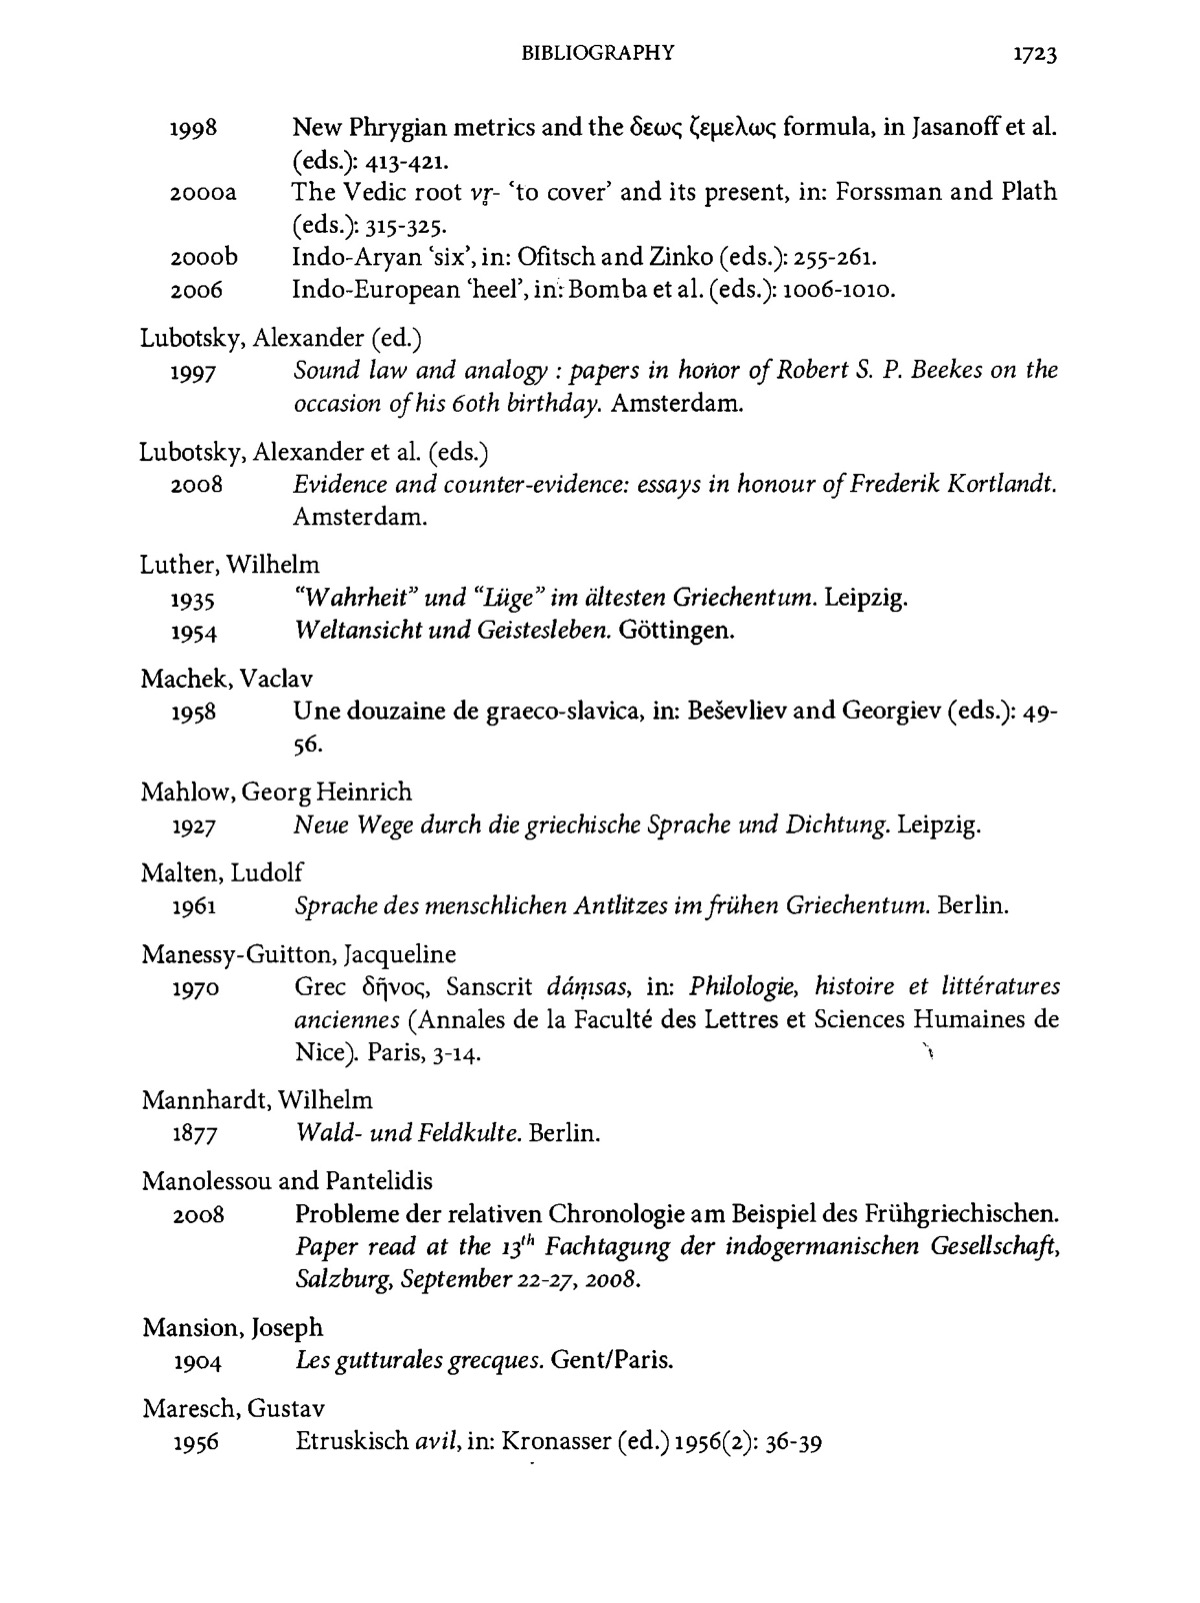 BIBLIOGRAPHY 1723
1998 New Phrygian metrics and the δεως ζεμελως formula, in Jasanoff et al.
(eds.): 413-421.
2000a The Vedic root vr̥- ‘to cover’ and its present, in: Forssman and Plath
(eds.): 315-325.
2000b Indo-Aryan ‘six’, in: Ofitsch and Zinko (eds.): 255-261.
2006 Indo-European ‘heel’, in: Bomba et al. (eds.): 1006-1010.
Lubotsky, Alexander (ed.)
1997 Sound law and analogy : papers in honor of Robert S. P. Beekes on the
occasion of his 60th birthday. Amsterdam.
Lubotsky, Alexander et al. (eds.)
2008 Evidence and counter-evidence: essays in honour of Frederik Kortlandt.
Amsterdam.
Luther, Wilhelm
1935 “Wahrheit” und “Lüge” im ältesten Griechentum. Leipzig.
1954 Weltansicht und Geistesleben. Göttingen.
Machek, Vaclav
1958 Une douzaine de graeco-slavica, in: Beševliev and Georgiev (eds.): 49-
56.
Mahlow, Georg Heinrich
1927 Neue Wege durch die griechische Sprache und Dichtung. Leipzig.
Malten, Ludolf
1961 Sprache des menschlichen Antlitzes im frühen Griechentum. Berlin.
Manessy-Guitton, Jacqueline
1970 Grec δῆνος, Sanscrit dáṃsas, in: Philologie, histoire et littératures
anciennes (Annales de la Faculté des Lettres et Sciences Humaines de
Nice). Paris, 3-14.
Mannhardt, Wilhelm
1877 Wald- und Feldkulte. Berlin.
Manolessou and Pantelidis
2008 Probleme der relativen Chronologie am Beispiel des Frühgriechischen.
Paper read at the 13th Fachtagung der indogermanischen Gesellschaft,
Salzburg, September 22-27, 2008.
Mansion, Joseph
1904 Les gutturales grecques. Gent/Paris.
Maresch, Gustav
1956 Etruskisch avil, in: Kronasser (ed.) 1956(2): 36-39